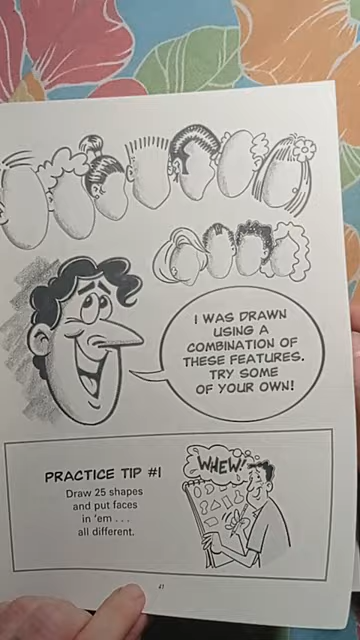 I WAS DRAWN
USING A
COMBINATION OF
THESE FEATURES.
TRY SOME
OF YOUR OWN!
WHEW!
PRACTICE TIP #1
Draw 25 shapes
and put faces
in 'em . . .
all different.
41